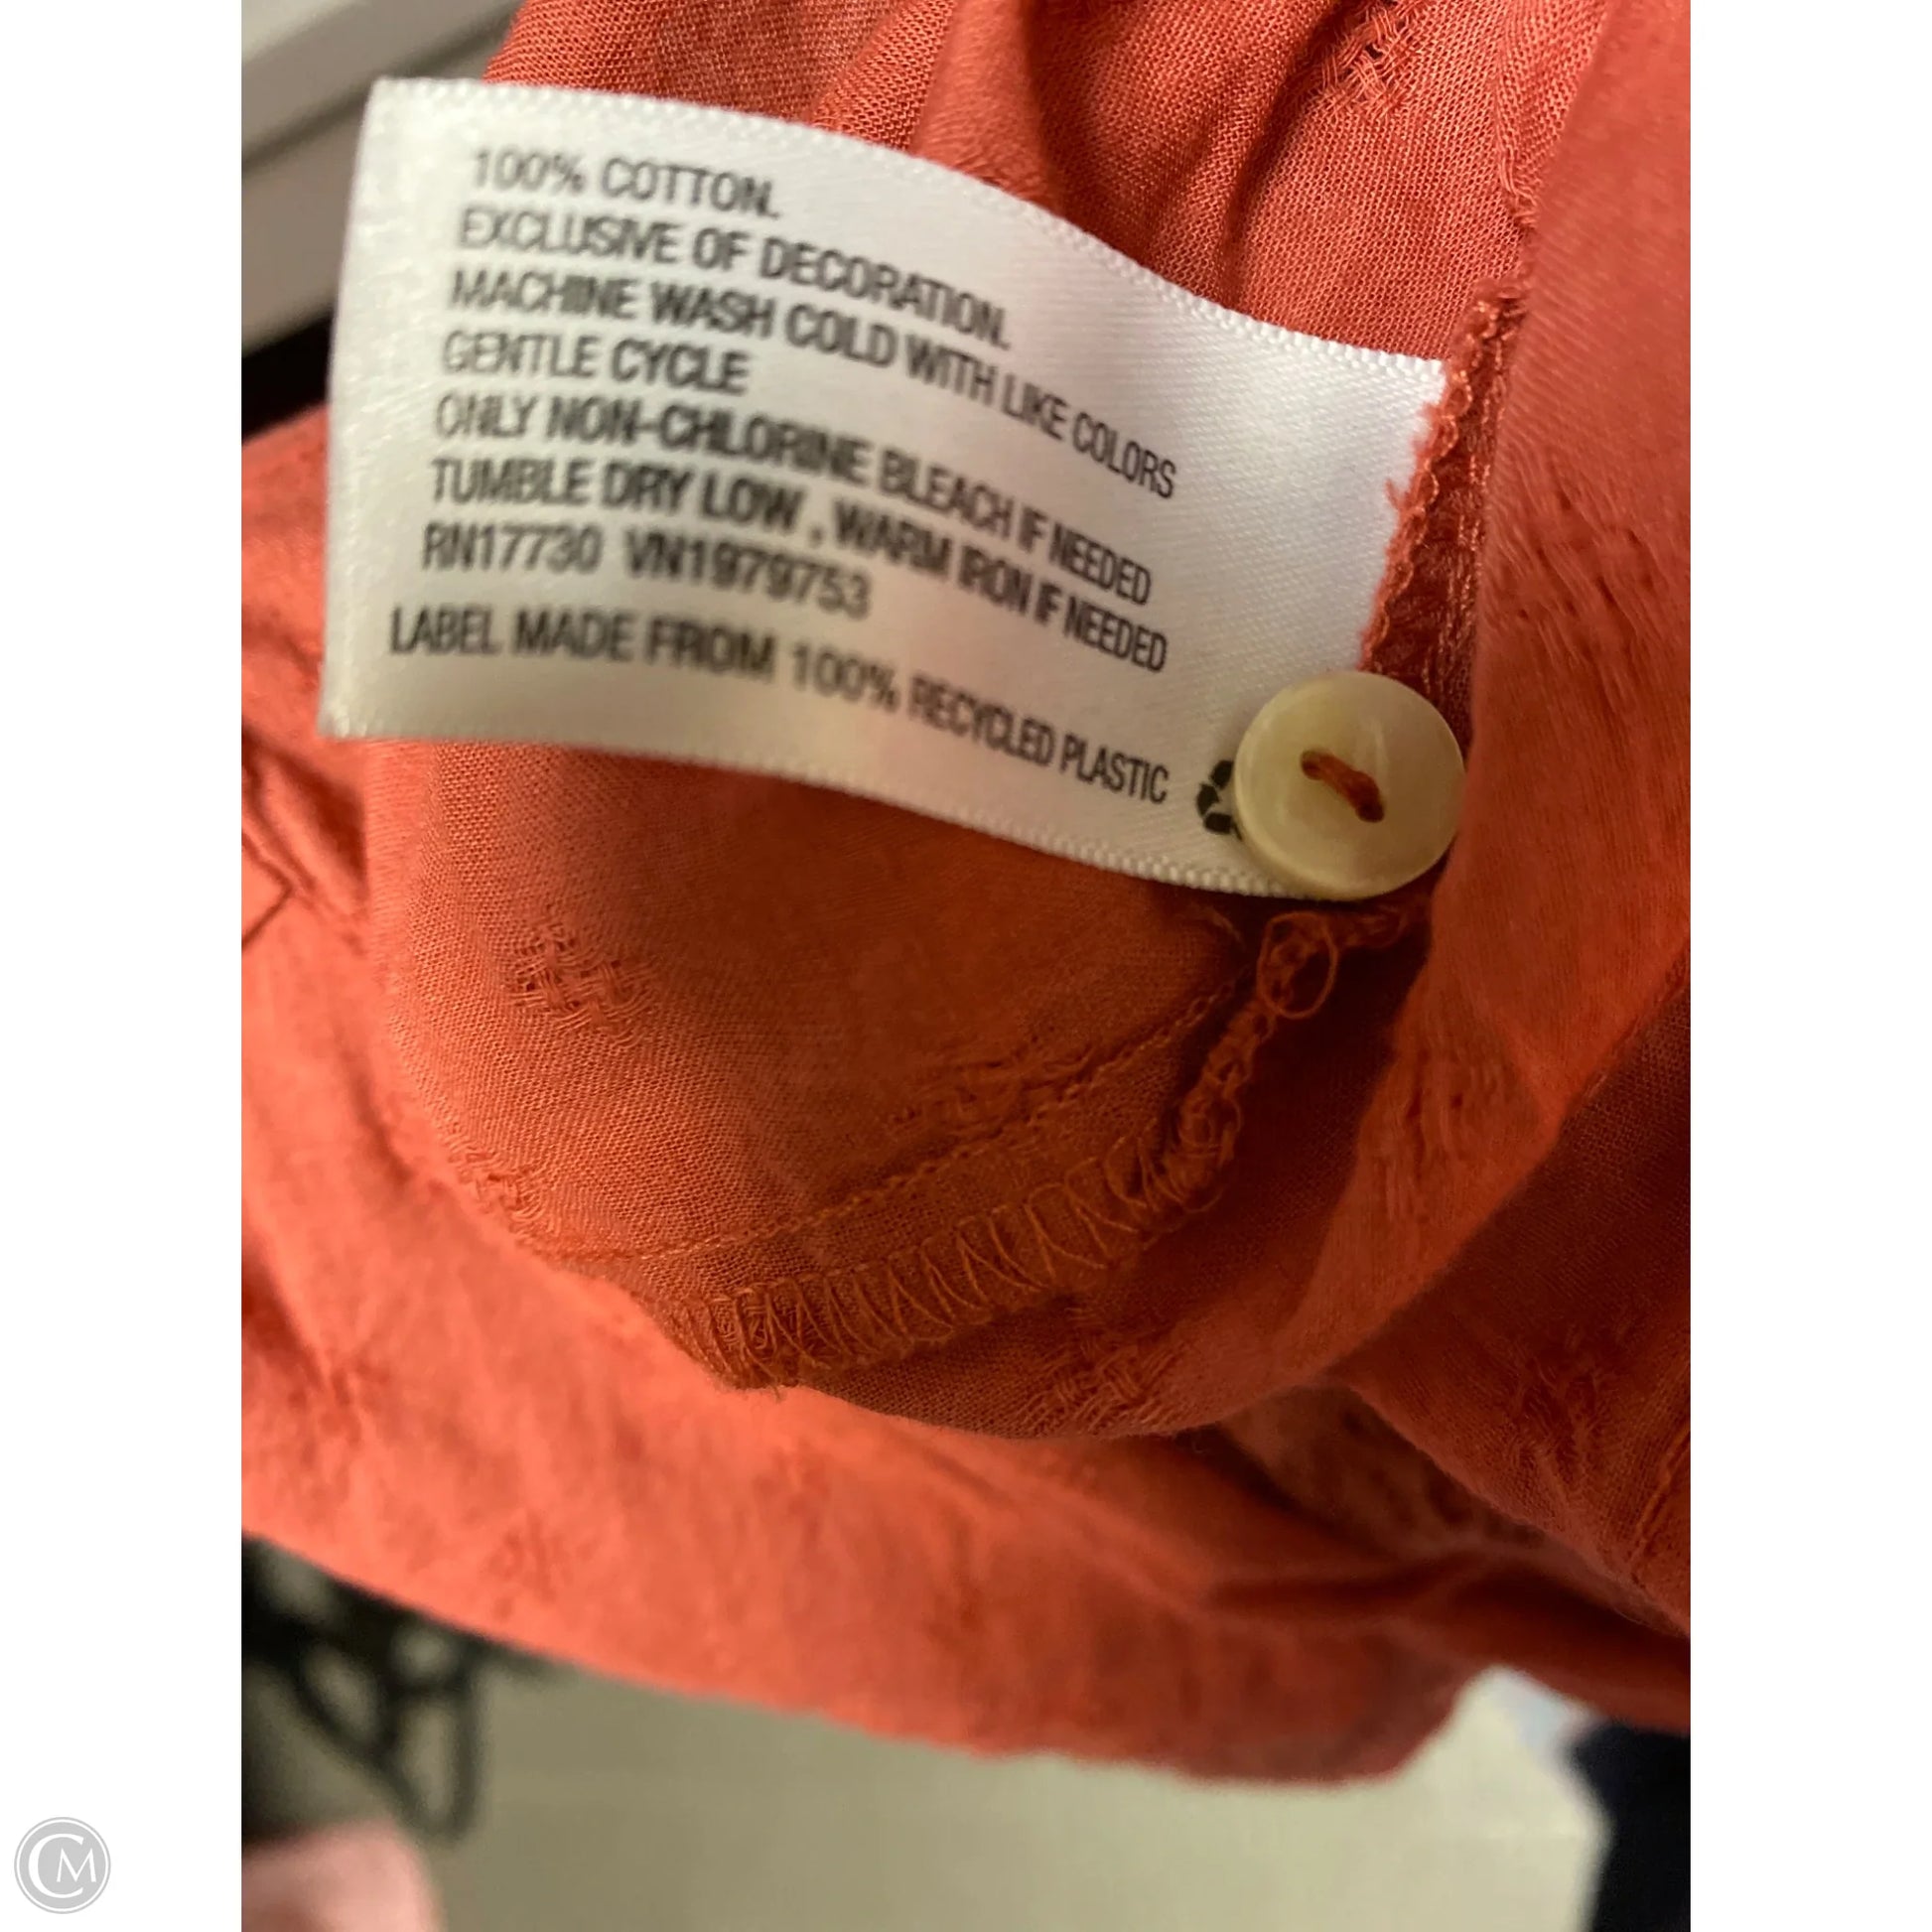 100% COTTON.
EXCLUSIVE OF DECORATION.
MACHINE WASH COLD WITH LIKE COLORS
GENTLE CYCLE
ONLY NON-CHLORINE BLEACH IF NEEDED
TUMBLE DRY LOW , WARM IRON IF NEEDED
RN17730 VN1979753
LABEL MADE FROM 100% RECYCLED PLASTIC
CM